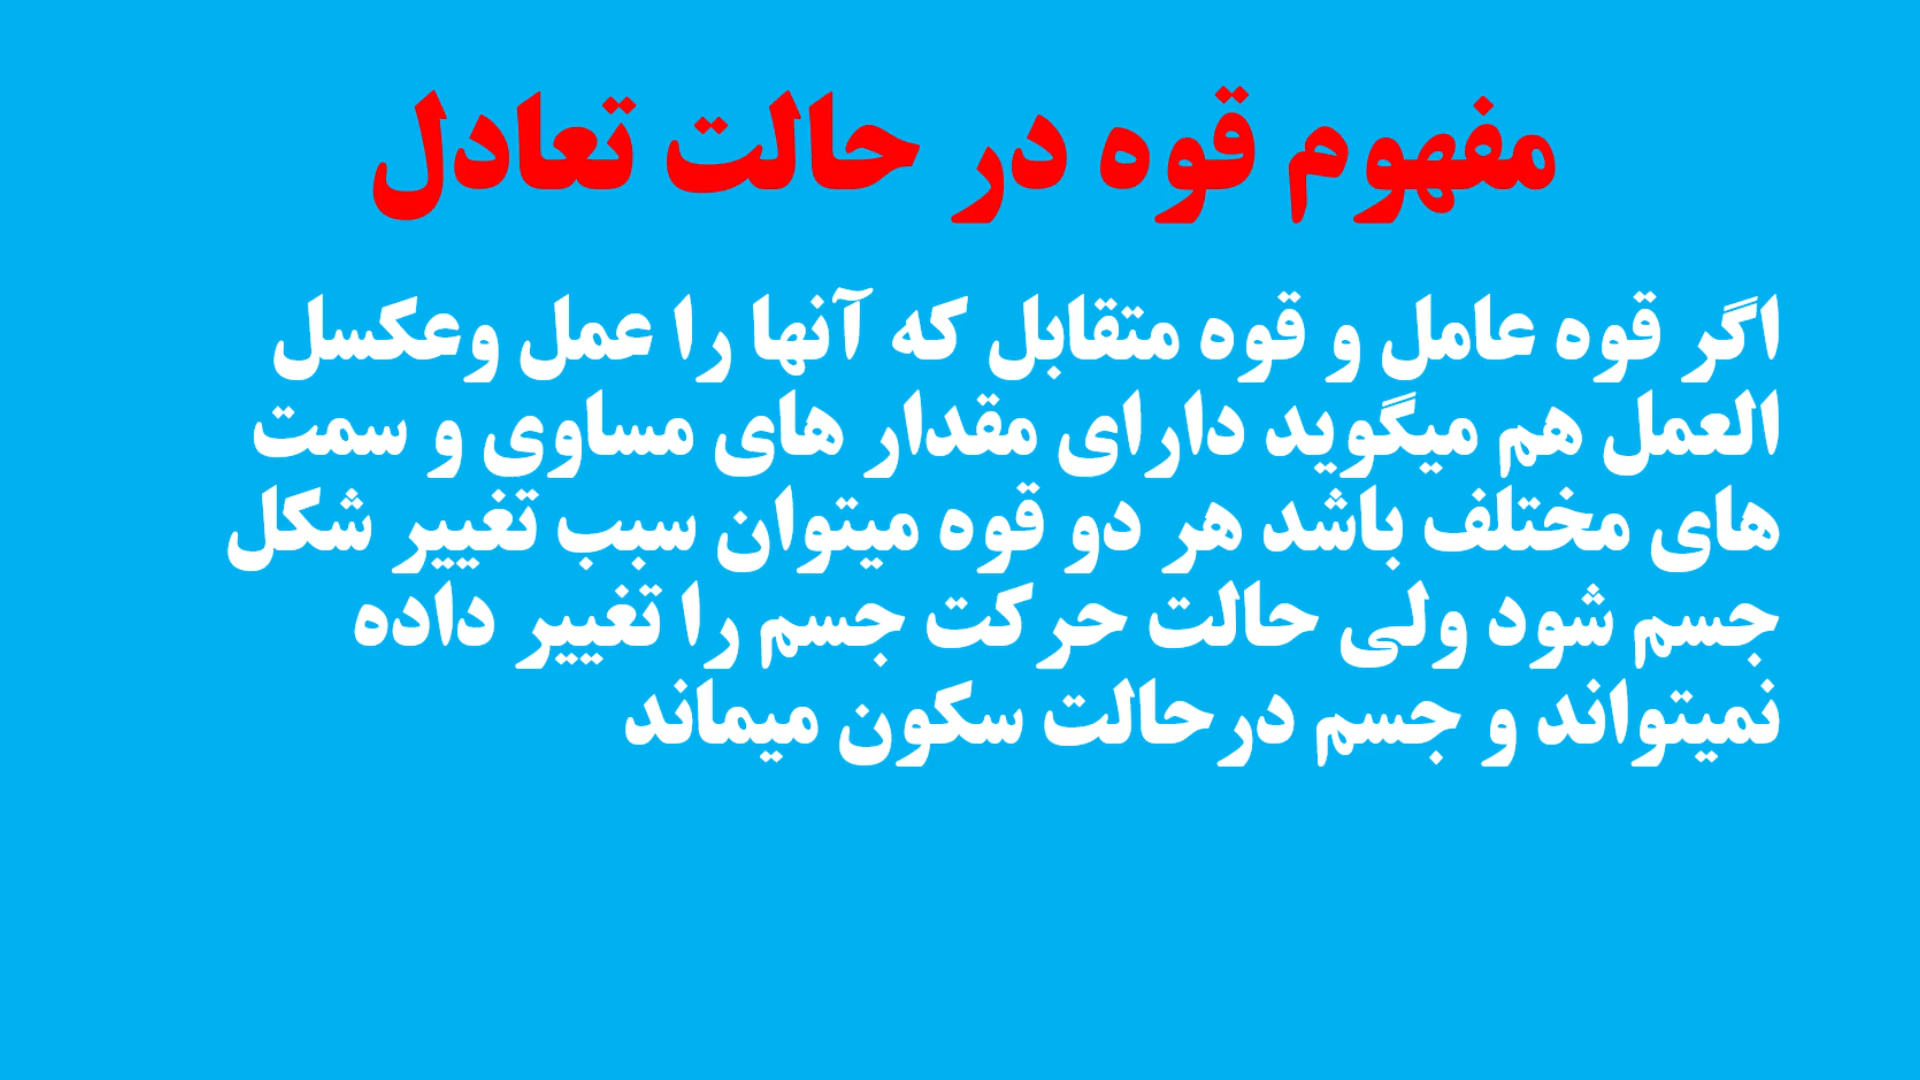 مفهوم قوه در حالت تعادل
اگر قوه عامل و قوه متقابل که آنها را عمل وعکسل
العمل هم میگوید دارای مقدار های مساوی و سمت
های مختلف باشد هر دو قوه میتوان سبب تغییر شکل
جسم شود ولی حالت حرکت جسم را تغییر داده
نمیتواند و جسم درحالت سکون میماند